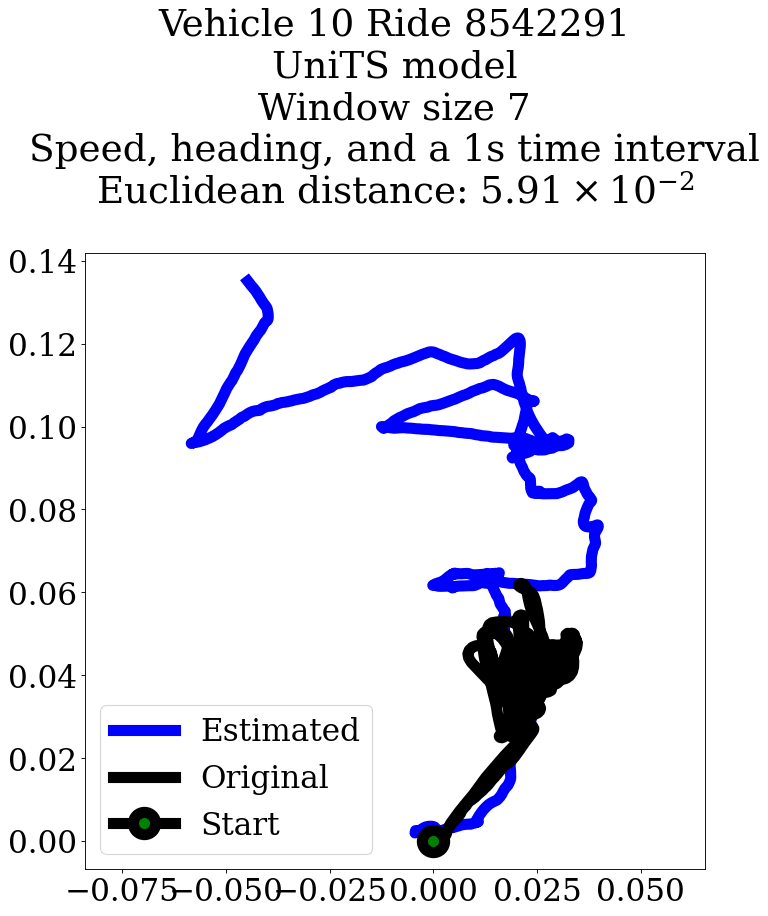 Vehicle 10 Ride 8542291
UniTS model
Window size 7
Speed, heading, and a 1s time interval
Euclidean distance: 5.91 × 10⁻²
0.14
0.12
0.10
0.08
0.06
0.04
0.02
0.00
Estimated
Original
Start
−0.075 −0.050 −0.025 0.000 0.025 0.050